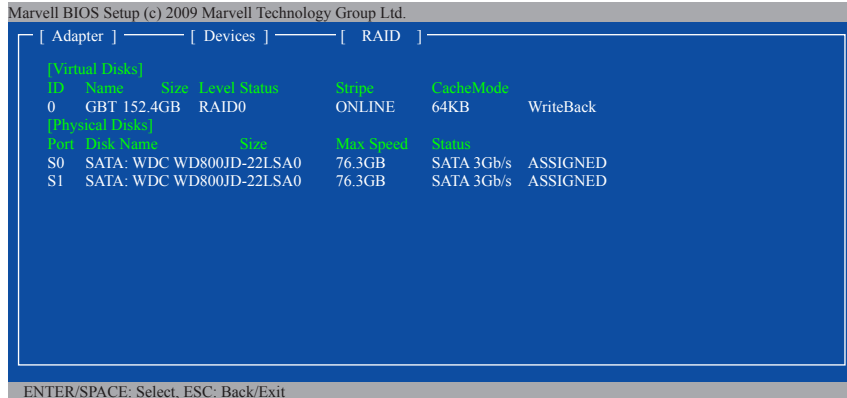 Marvell BIOS Setup (c) 2009 Marvell Technology Group Ltd.
[ Adapter ] [ Devices ] [ RAID ]
[Virtual Disks]
ID Name Size Level Status Stripe CacheMode
0 GBT 152.4GB RAID0 ONLINE 64KB WriteBack
[Physical Disks]
Port Disk Name Size Max Speed Status
S0 SATA: WDC WD800JD-22LSA0 76.3GB SATA 3Gb/s ASSIGNED
S1 SATA: WDC WD800JD-22LSA0 76.3GB SATA 3Gb/s ASSIGNED
ENTER/SPACE: Select, ESC: Back/Exit